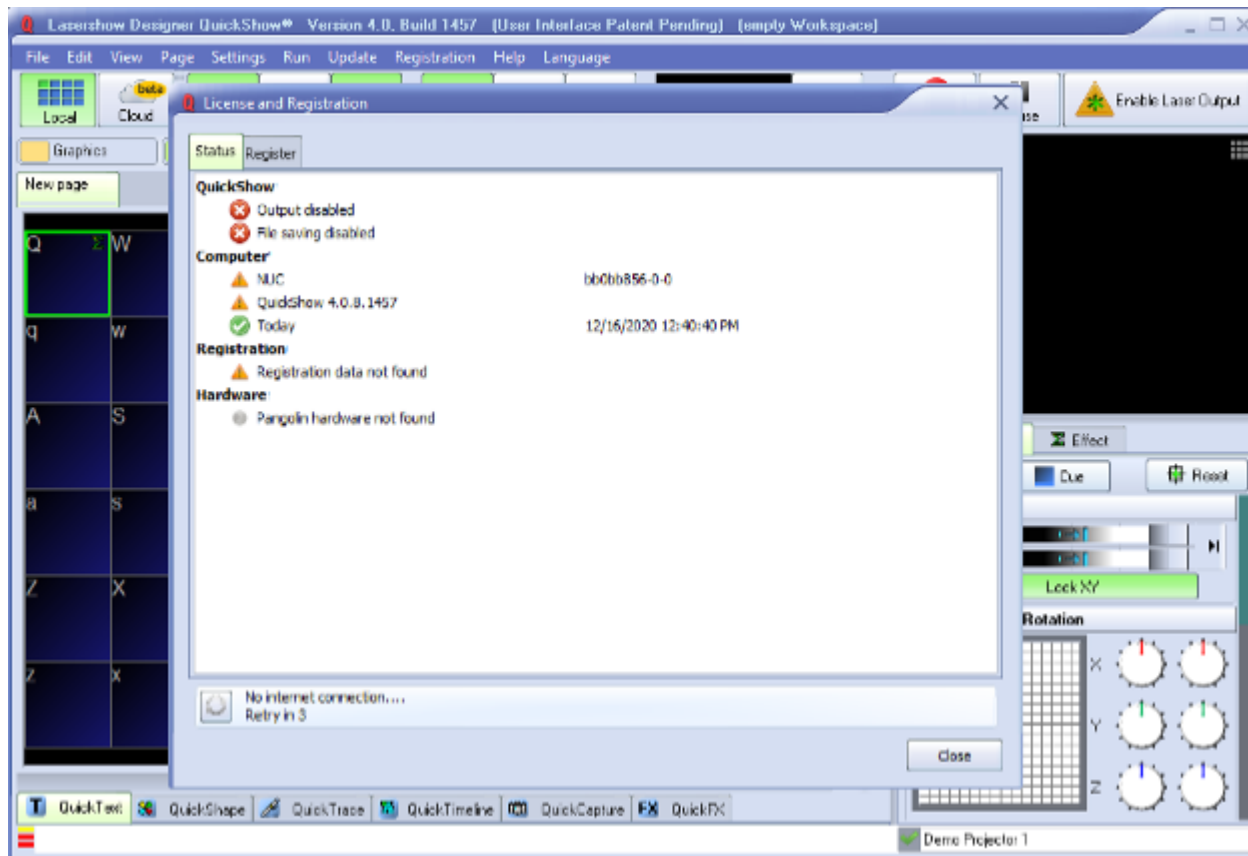 Lasershow Designer QuickShow® Version 4.0. Build 1457 (User Interface Patent Pending) (empty Workspace)
File Edit View Page Settings Run Update Registration Help Language
Local
beta
Cloud
Enable Laser Output
License and Registration
Graphics
Status Register
New page
QuickShow
Output disabled
File saving disabled
Computer
NUC bb0bb856-0-0
QuickShow 4.0.8.1457
Today 12/16/2020 12:40:40 PM
Registration
Registration data not found
Hardware
Pangolin hardware not found
Q Σ W
q w
A S
a s
Z X
z x
Effect
Cue Reset
Lock XY
Rotation
X
Y
Z
No internet connection....
Retry in 3
Close
QuickText QuickShape QuickTrace QuickTimeline QuickCapture FX QuickFX
Demo Projector 1